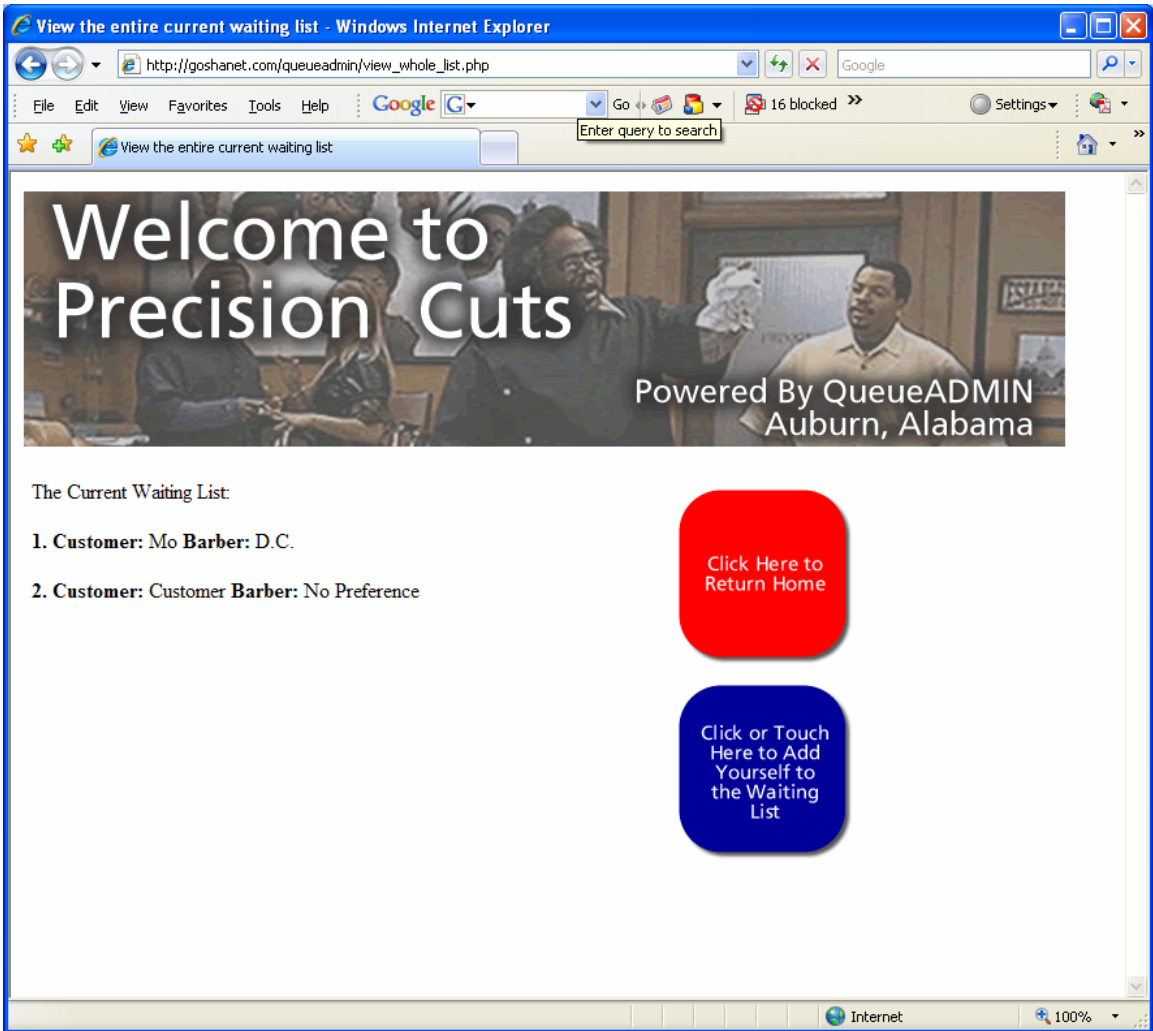 View the entire current waiting list - Windows Internet Explorer
http://goshanet.com/queueadmin/view_whole_list.php
Google
File Edit View Favorites Tools Help Google G Go 16 blocked » Settings
Enter query to search
View the entire current waiting list »
Welcome to
Precision Cuts
Powered By QueueADMIN
Auburn, Alabama
The Current Waiting List:
1. Customer: Mo Barber: D.C.
2. Customer: Customer Barber: No Preference
Click Here to
Return Home
Click or Touch
Here to Add
Yourself to
the Waiting
List
Internet 100%